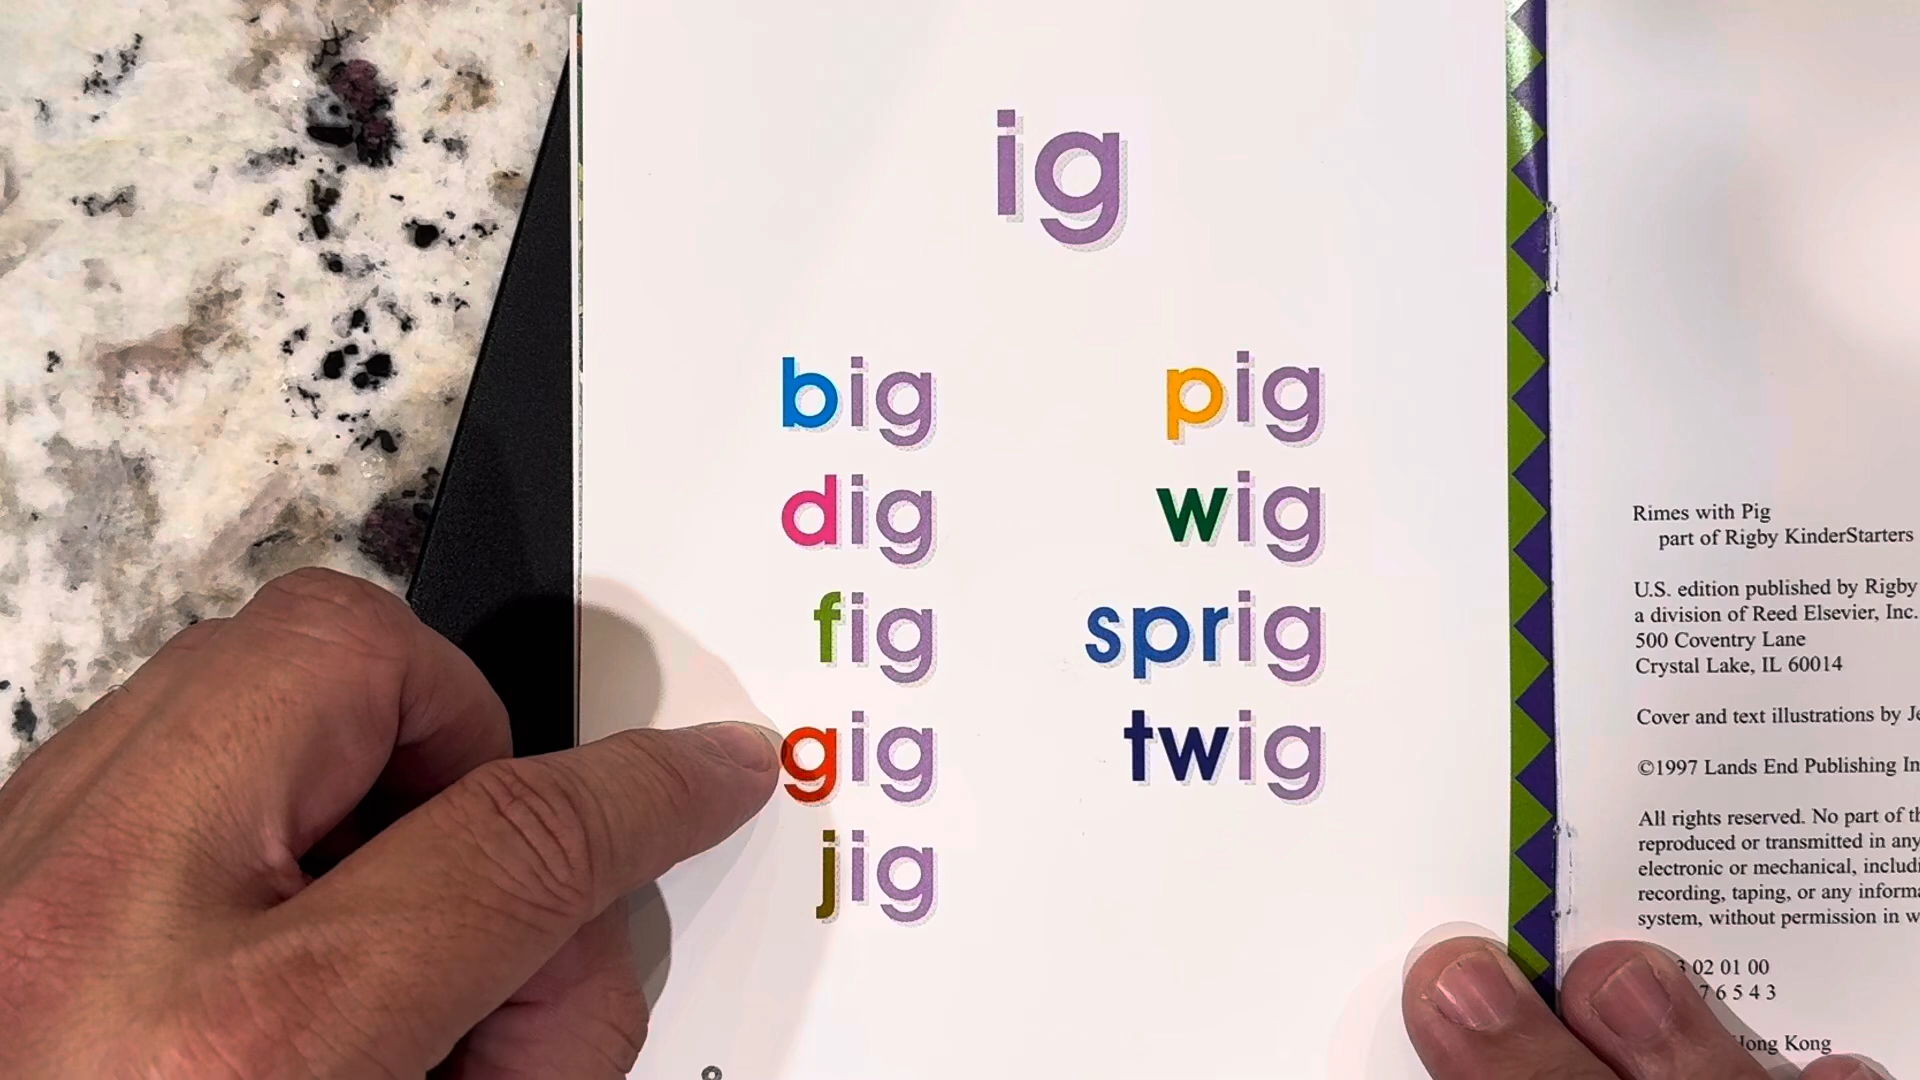 ig
big
dig
fig
gig
jig
pig
wig
sprig
twig
Rimes with Pig
part of Rigby KinderStarters
U.S. edition published by Rigby
a division of Reed Elsevier, Inc.
500 Coventry Lane
Crystal Lake, IL 60014
Cover and text illustrations by
©1997 Lands End Publishing
All rights reserved. No part of
reproduced or transmitted in any
electronic or mechanical,
recording, taping, or any
system, without permission in
02 01 00
7 6 5 4 3
Hong Kong